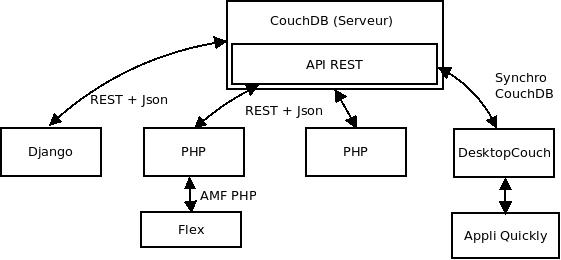 CouchDB (Serveur)
API REST
Synchro
CouchDB
REST + Json
REST + Json
Django
PHP
PHP
DesktopCouch
AMF PHP
Flex
Appli Quickly